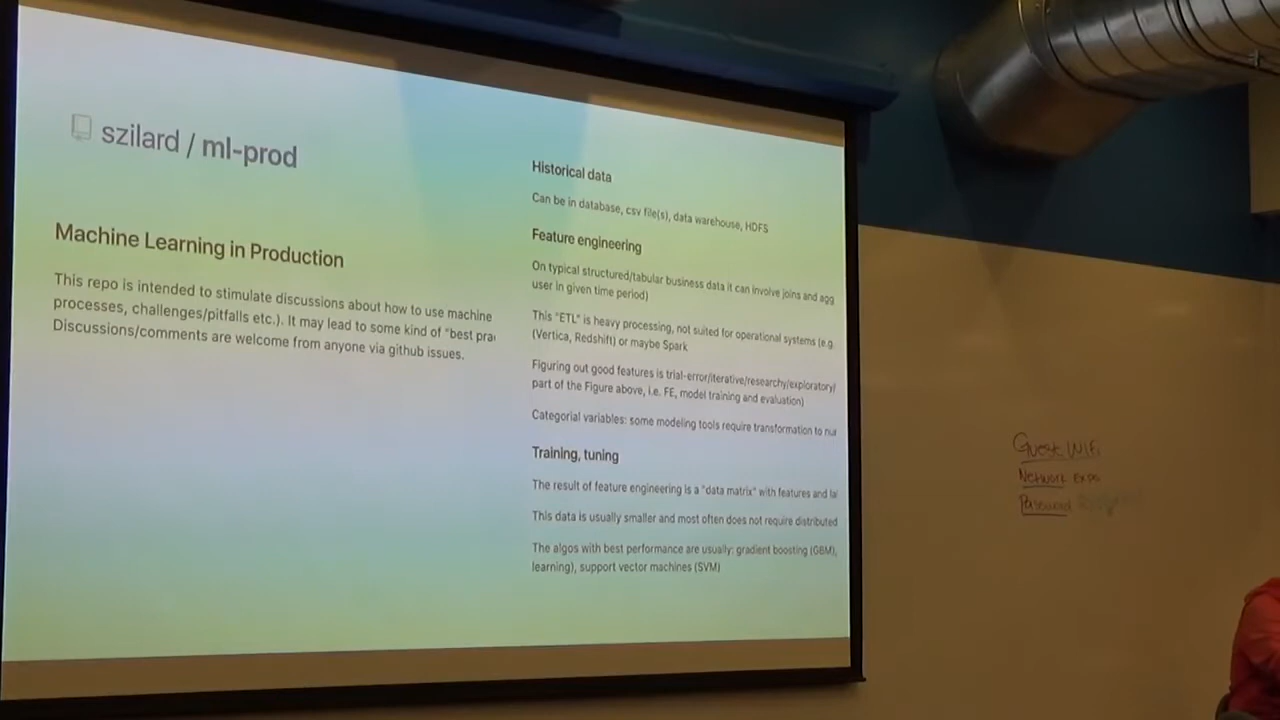 szilard / ml-prod
Machine Learning in Production
This repo is intended to stimulate discussions about how to use machine
processes, challenges/pitfalls etc.). It may lead to some kind of "best pra
Discussions/comments are welcome from anyone via github issues.
Historical data
Can be in database, csv file(s), data warehouse, HDFS
Feature engineering
On typical structured/tabular business data it can involve joins and agg
user in given time period)
This "ETL" is heavy processing, not suited for operational systems (e.g.
(Vertica, Redshift) or maybe Spark
Figuring out good features is trial-error/iterative/researchy/exploratory/
part of the Figure above, i.e. FE, model training and evaluation)
Categorial variables: some modeling tools require transformation to nur
Training, tuning
The result of feature engineering is a "data matrix" with features and la
This data is usually smaller and most often does not require distributed
The algos with best performance are usually: gradient boosting (GBM),
learning), support vector machines (SVM)
Guest WiFi
Network Expo
Password